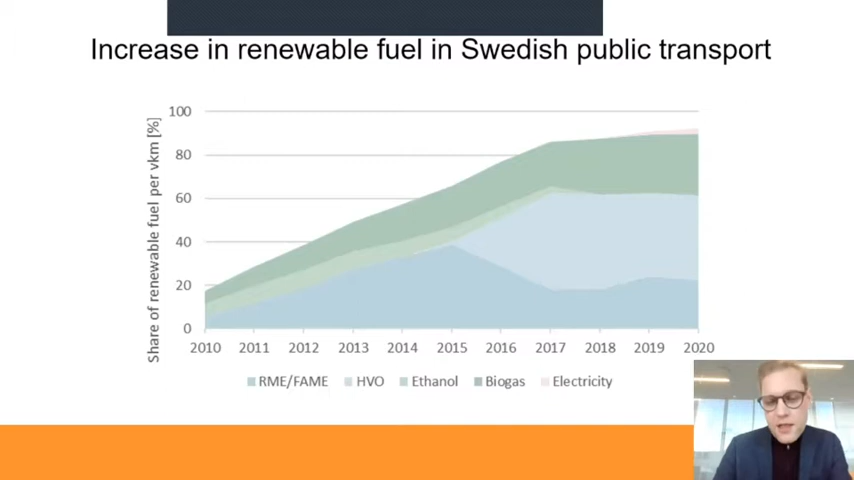 Increase in renewable fuel in Swedish public transport
Share of renewable fuel per vkm [%]
100
80
60
40
20
0
2010 2011 2012 2013 2014 2015 2016 2017 2018 2019 2020
RME/FAME HVO Ethanol Biogas Electricity